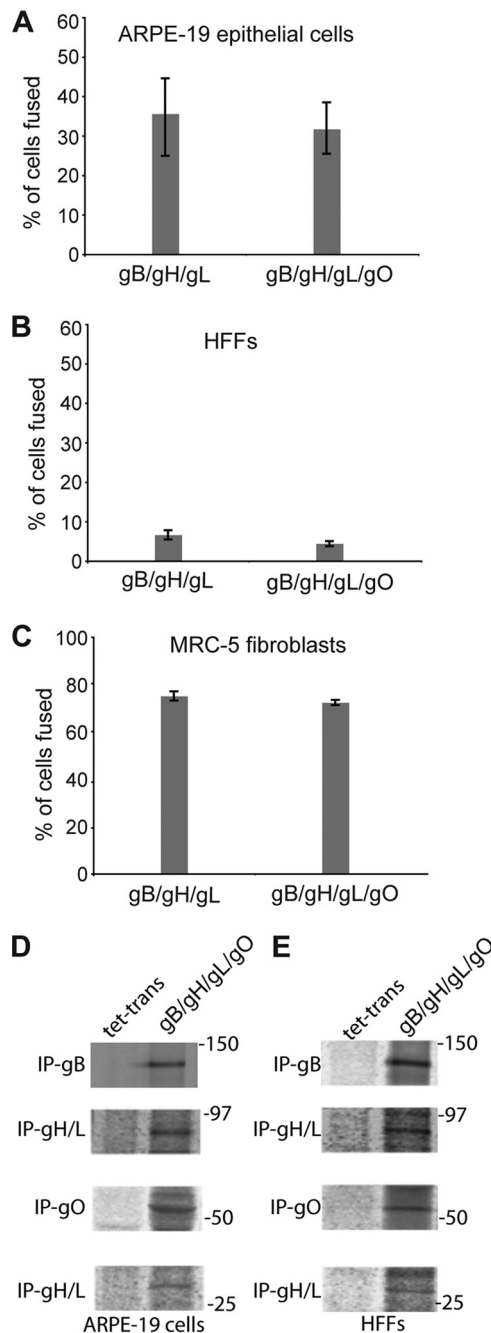 A
ARPE-19 epithelial cells
% of cells fused
60
50
40
30
20
10
0
gB/gH/gL
gB/gH/gL/gO
B
HFFs
% of cells fused
60
50
40
30
20
10
0
gB/gH/gL
gB/gH/gL/gO
C
MRC-5 fibroblasts
% of cells fused
100
80
60
40
20
0
gB/gH/gL
gB/gH/gL/gO
D
tet-trans
gB/gH/gL/gO
-150
IP-gB
-97
IP-gH/L
IP-gO
-50
IP-gH/L
-25
ARPE-19 cells
E
tet-trans
gB/gH/gL/gO
-150
IP-gB
-97
IP-gH/L
IP-gO
-50
IP-gH/L
-25
HFFs